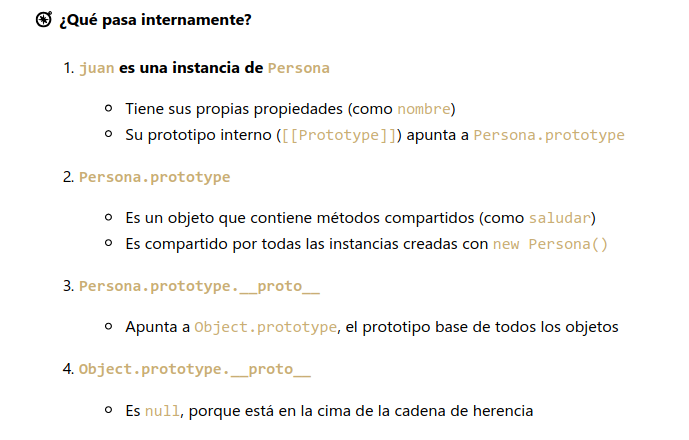 ¿Qué pasa internamente?
1. juan es una instancia de Persona
Tiene sus propias propiedades (como nombre)
Su prototipo interno ([[Prototype]]) apunta a Persona.prototype
2. Persona.prototype
Es un objeto que contiene métodos compartidos (como saludar)
Es compartido por todas las instancias creadas con new Persona()
3. Persona.prototype.__proto__
Apunta a Object.prototype, el prototipo base de todos los objetos
4. Object.prototype.__proto__
Es null, porque está en la cima de la cadena de herencia